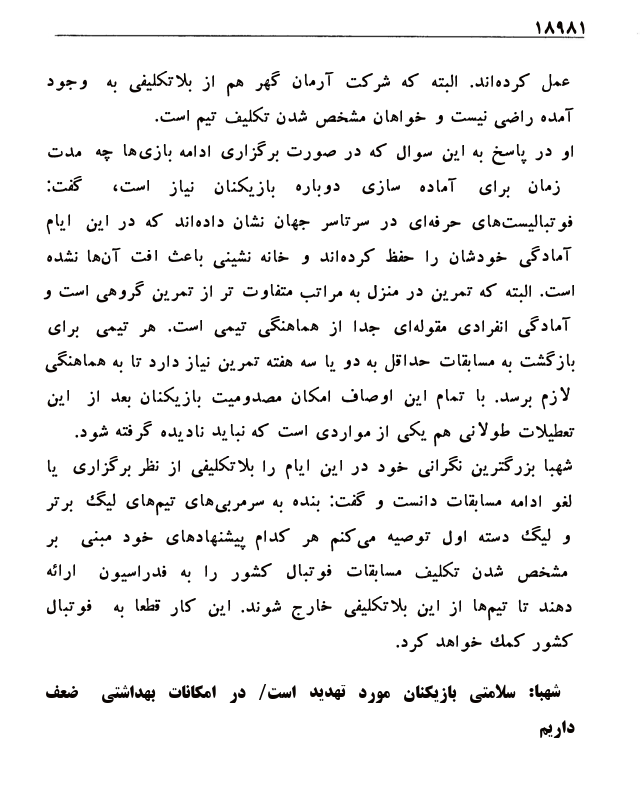 ۱۸۹۸۱
عمل کرده‌اند. البته که شرکت آرمان گهر هم از بلاتکلیفی به وجود
آمده راضی نیست و خواهان مشخص شدن تکلیف تیم است.
او در پاسخ به این سوال که در صورت برگزاری ادامه بازی‌ها چه مدت
زمان برای آماده سازی دوباره بازیکنان نیاز است، گفت:
فوتبالیست‌های حرفه‌ای در سرتاسر جهان نشان داده‌اند که در این ایام
آمادگی خودشان را حفظ کرده‌اند و خانه نشینی باعث افت آن‌ها نشده
است. البته که تمرین در منزل به مراتب متفاوت تر از تمرین گروهی است و
آمادگی انفرادی مقوله‌ای جدا از هماهنگی تیمی است. هر تیمی برای
بازگشت به مسابقات حداقل به دو یا سه هفته تمرین نیاز دارد تا به هماهنگی
لازم برسد. با تمام این اوصاف امکان مصدومیت بازیکنان بعد از این
تعطیلات طولانی هم یکی از مواردی است که نباید نادیده گرفته شود.
شهبا بزرگترین نگرانی خود در این ایام را بلاتکلیفی از نظر برگزاری یا
لغو ادامه مسابقات دانست و گفت: بنده به سرمربی‌های تیم‌های لیگ برتر
و لیگ دسته اول توصیه می‌کنم هر کدام پیشنهادهای خود مبنی بر
مشخص شدن تکلیف مسابقات فوتبال کشور را به فدراسیون ارائه
دهند تا تیم‌ها از این بلاتکلیفی خارج شوند. این کار قطعا به فوتبال
کشور کمک خواهد کرد.
شهبا: سلامتی بازیکنان مورد تهدید است/ در امکانات بهداشتی ضعف
داریم